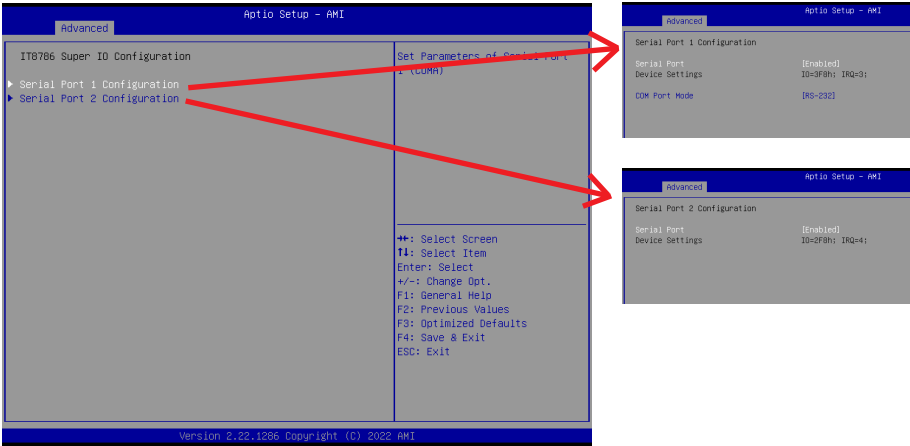 Aptio Setup – AMI
Advanced
IT8786 Super IO Configuration
Serial Port 1 Configuration
Serial Port 2 Configuration
Set Parameters of Serial Port
1 (COMA)
: Select Screen
↑↓: Select Item
Enter: Select
+/-: Change Opt.
F1: General Help
F2: Previous Values
F3: Optimized Defaults
F4: Save & Exit
ESC: Exit
Version 2.22.1286 Copyright (C) 2022 AMI
Aptio Setup – AMI
Advanced
Serial Port 1 Configuration
Serial Port [Enabled]
Device Settings IO=3F8h; IRQ=3;
COM Port Mode [RS-232]
Aptio Setup – AMI
Advanced
Serial Port 2 Configuration
Serial Port [Enabled]
Device Settings IO=2F8h; IRQ=4;